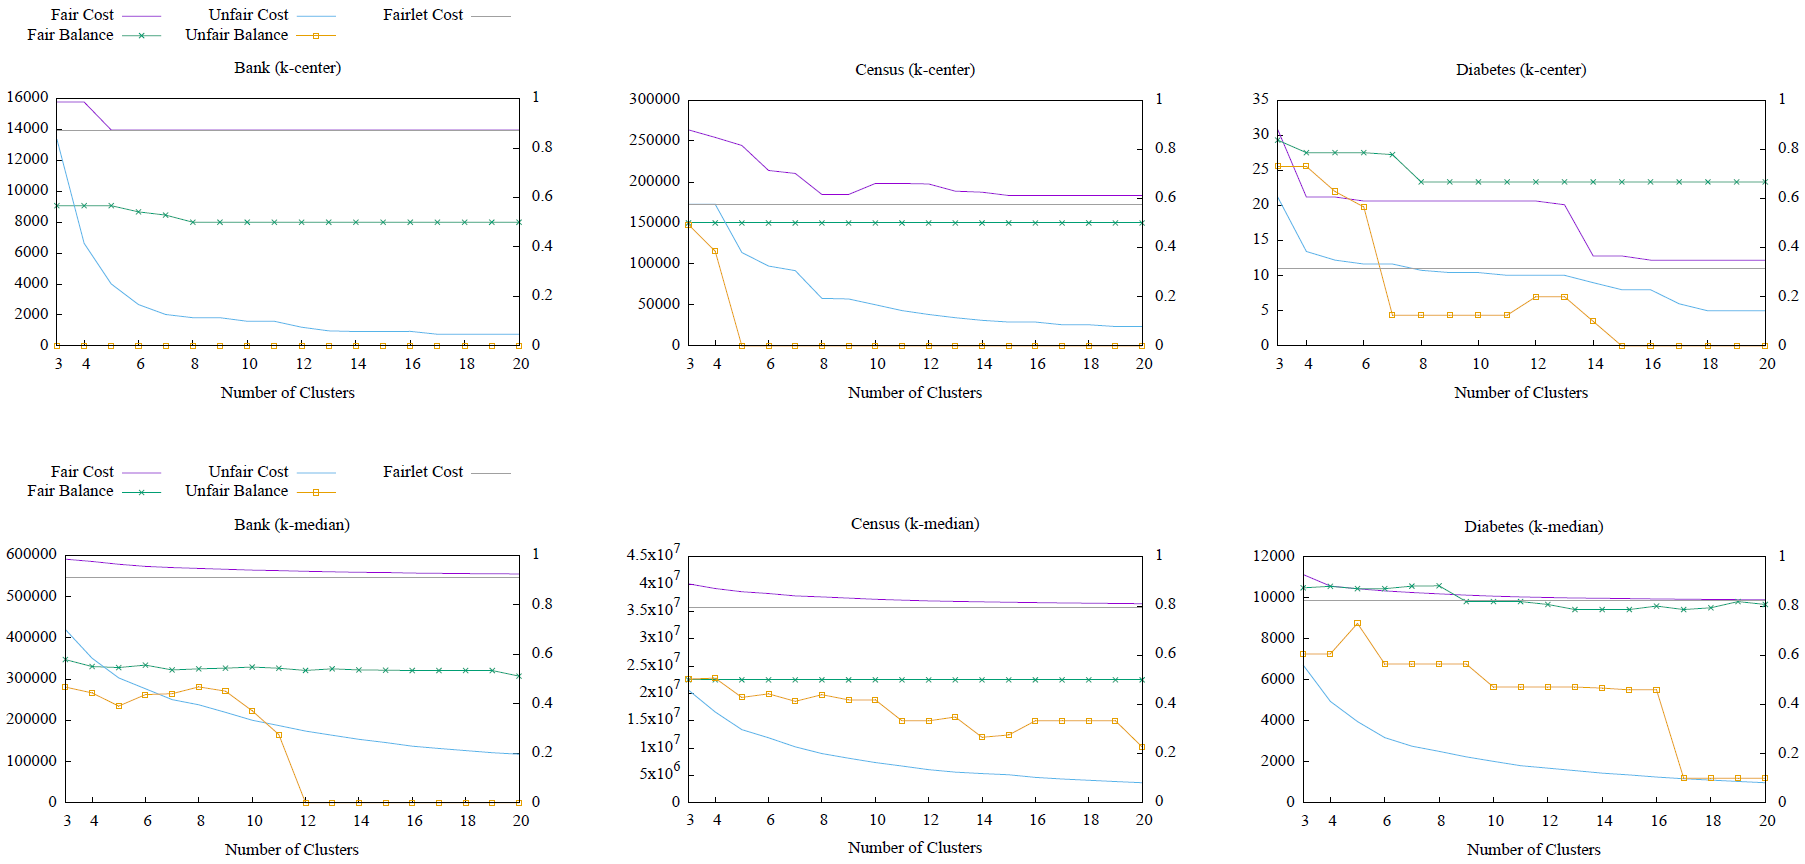 Fair Cost Unfair Cost Fairlet Cost
Fair Balance Unfair Balance
Bank (k-center)
16000
14000
12000
10000
8000
6000
4000
2000
0
1
0.8
0.6
0.4
0.2
0
3 4 6 8 10 12 14 16 18 20
Number of Clusters
Census (k-center)
300000
250000
200000
150000
100000
50000
0
1
0.8
0.6
0.4
0.2
0
3 4 6 8 10 12 14 16 18 20
Number of Clusters
Diabetes (k-center)
35
30
25
20
15
10
5
0
1
0.8
0.6
0.4
0.2
0
3 4 6 8 10 12 14 16 18 20
Number of Clusters
Fair Cost Unfair Cost Fairlet Cost
Fair Balance Unfair Balance
Bank (k-median)
600000
500000
400000
300000
200000
100000
0
1
0.8
0.6
0.4
0.2
0
3 4 6 8 10 12 14 16 18 20
Number of Clusters
Census (k-median)
4.5x10^7
4x10^7
3.5x10^7
3x10^7
2.5x10^7
2x10^7
1.5x10^7
1x10^7
5x10^6
0
1
0.8
0.6
0.4
0.2
0
3 4 6 8 10 12 14 16 18 20
Number of Clusters
Diabetes (k-median)
12000
10000
8000
6000
4000
2000
0
1
0.8
0.6
0.4
0.2
0
3 4 6 8 10 12 14 16 18 20
Number of Clusters